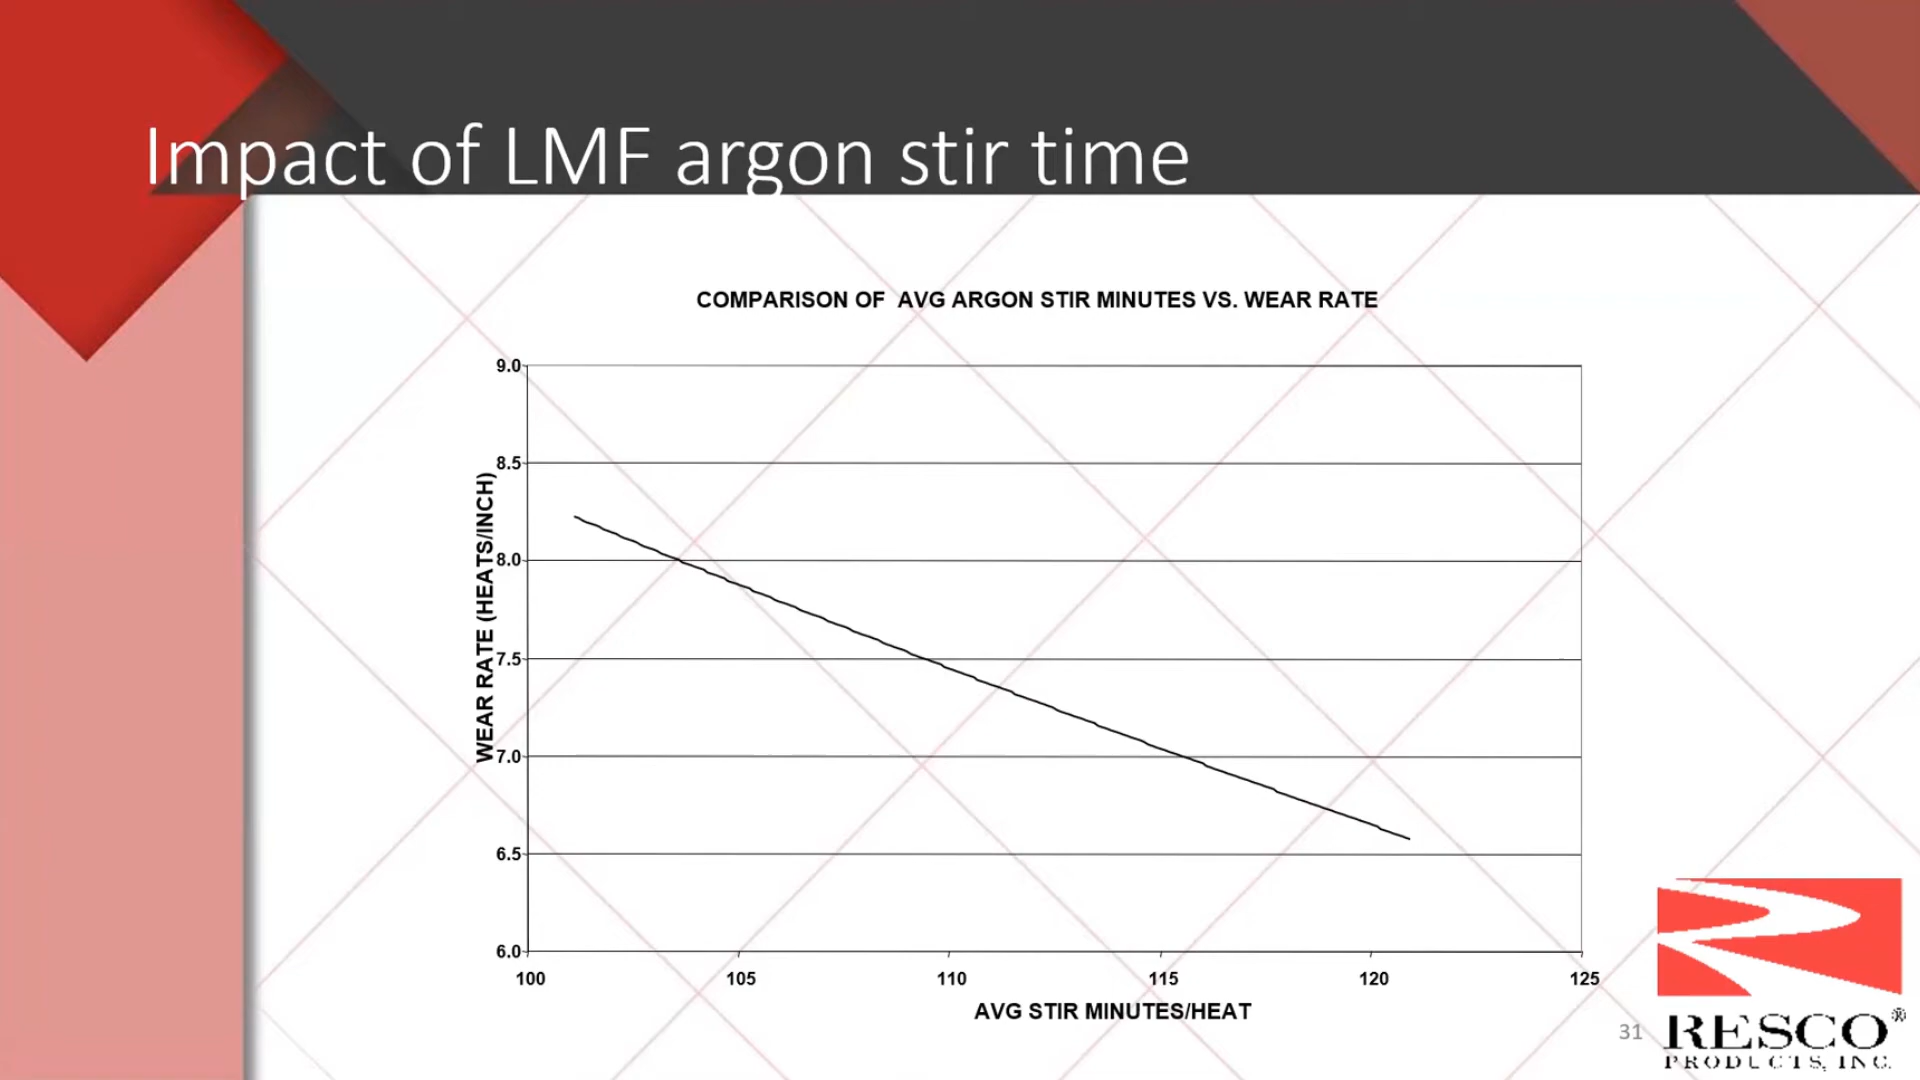 Impact of LMF argon stir time
COMPARISON OF AVG ARGON STIR MINUTES VS. WEAR RATE
WEAR RATE (HEATS/INCH)
9.0
8.5
8.0
7.5
7.0
6.5
6.0
100 105 110 115 120 125
AVG STIR MINUTES/HEAT
31
RESCO®
PRODUCTS, INC.